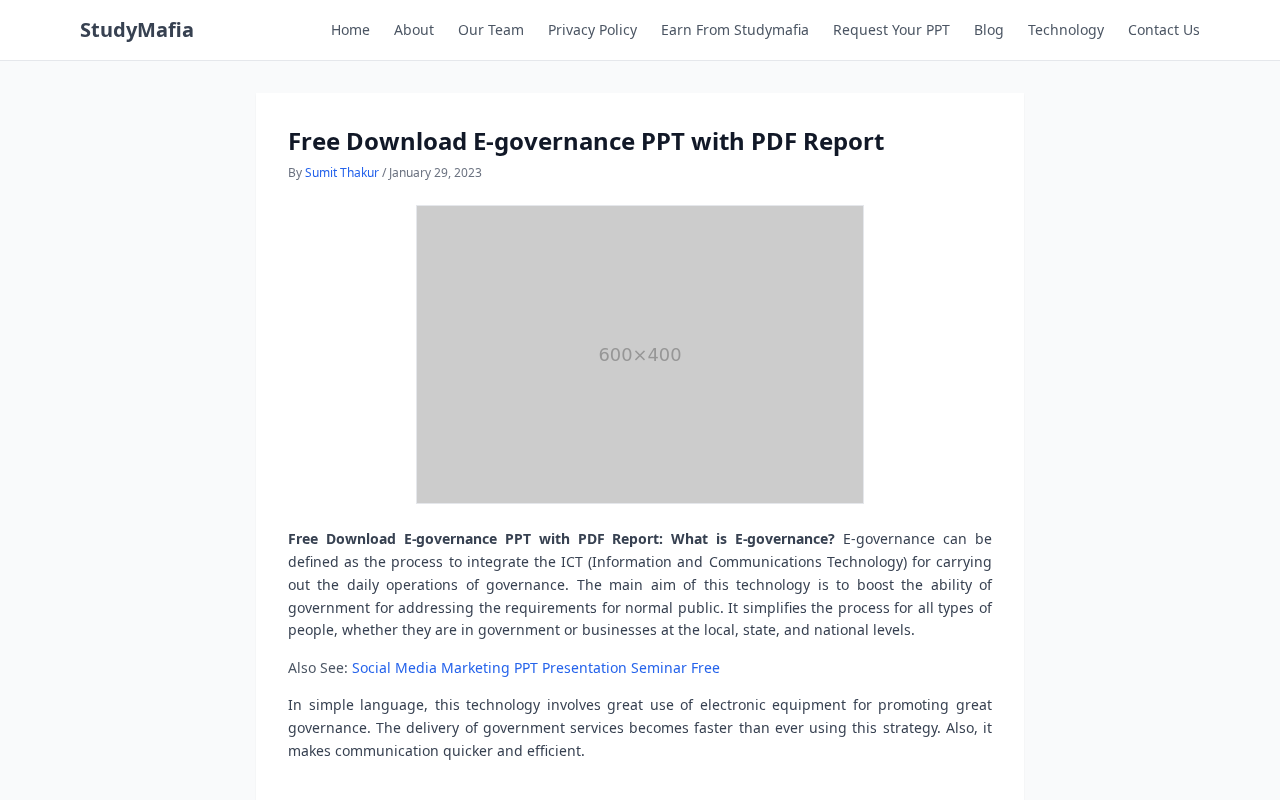 StudyMafia
Home About Our Team Privacy Policy Earn From Studymafia Request Your PPT Blog Technology Contact Us
Free Download E-governance PPT with PDF Report
By Sumit Thakur / January 29, 2023
600×400
Free Download E-governance PPT with PDF Report: What is E-governance? E-governance can be
defined as the process to integrate the ICT (Information and Communications Technology) for carrying
out the daily operations of governance. The main aim of this technology is to boost the ability of
government for addressing the requirements for normal public. It simplifies the process for all types of
people, whether they are in government or businesses at the local, state, and national levels.
Also See: Social Media Marketing PPT Presentation Seminar Free
In simple language, this technology involves great use of electronic equipment for promoting great
governance. The delivery of government services becomes faster than ever using this strategy. Also, it
makes communication quicker and efficient.